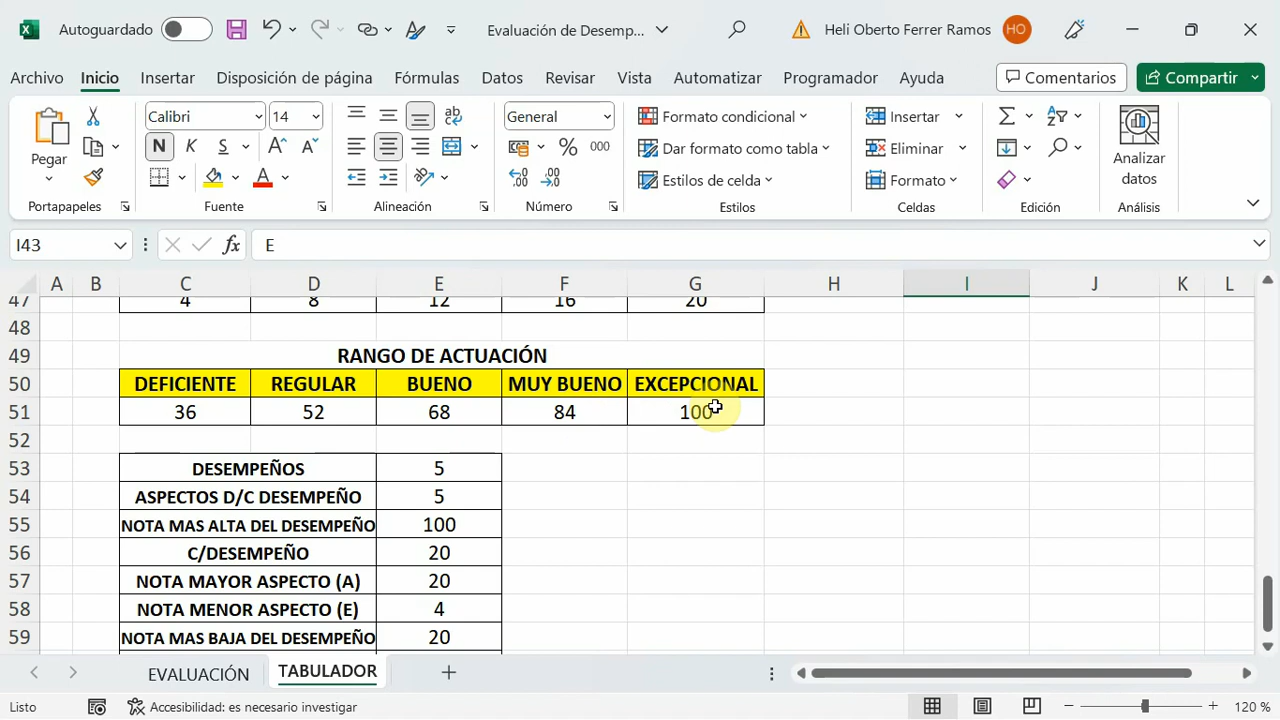 Autoguardado
Evaluación de Desemp...
Heli Oberto Ferrer Ramos
HO
Archivo Inicio Insertar Disposición de página Fórmulas Datos Revisar Vista Automatizar Programador Ayuda Comentarios Compartir
Pegar
Portapapeles
Calibri 14
N K S
Fuente
Alineación
General
% 000
Número
Formato condicional
Dar formato como tabla
Estilos de celda
Estilos
Insertar
Eliminar
Formato
Celdas
Edición
Analizar
datos
Análisis
I43 fx E
A B C D E F G H I J K L
47 4 8 12 16 20
48
49 RANGO DE ACTUACIÓN
50 DEFICIENTE REGULAR BUENO MUY BUENO EXCEPCIONAL
51 36 52 68 84 100
52
53 DESEMPEÑOS 5
54 ASPECTOS D/C DESEMPEÑO 5
55 NOTA MAS ALTA DEL DESEMPEÑO 100
56 C/DESEMPEÑO 20
57 NOTA MAYOR ASPECTO (A) 20
58 NOTA MENOR ASPECTO (E) 4
59 NOTA MAS BAJA DEL DESEMPEÑO 20
EVALUACIÓN TABULADOR
Listo Accesibilidad: es necesario investigar 120 %